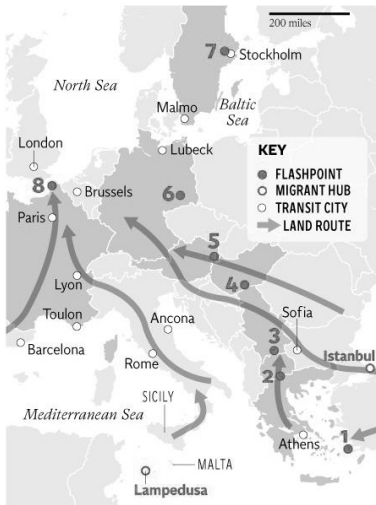 200 miles
7
Stockholm
North Sea
Baltic
Sea
Malmo
London
Lubeck
KEY
FLASHPOINT
MIGRANT HUB
TRANSIT CITY
LAND ROUTE
8
Brussels
6
Paris
5
4
Lyon
Toulon
Ancona
Sofia
3
Barcelona
Rome
Istanbul
2
Mediterranean Sea
SICILY
Athens
1
MALTA
Lampedusa